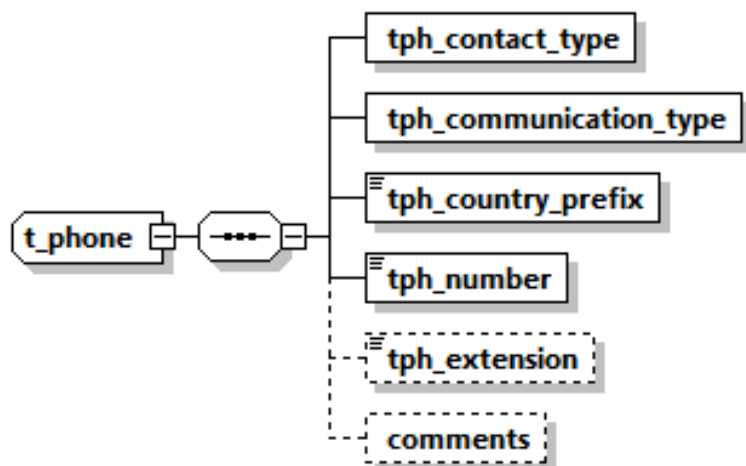 tph_contact_type
tph_communication_type
tph_country_prefix
t_phone
tph_number
tph_extension
comments